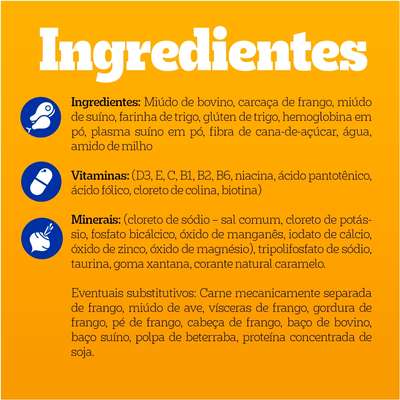 Ingredientes
Ingredientes: Miúdo de bovino, carcaça de frango, miúdo
de suíno, farinha de trigo, glúten de trigo, hemoglobina em
pó, plasma suíno em pó, fibra de cana-de-açúcar, água,
amido de milho
Vitaminas: (D3, E, C, B1, B2, B6, niacina, ácido pantotênico,
ácido fólico, cloreto de colina, biotina)
Minerais: (cloreto de sódio – sal comum, cloreto de potás-
sio, fosfato bicálcico, óxido de manganês, iodato de cálcio,
óxido de zinco, óxido de magnésio), tripolifosfato de sódio,
taurina, goma xantana, corante natural caramelo.
Eventuais substitutivos: Carne mecanicamente separada
de frango, miúdo de ave, vísceras de frango, gordura de
frango, pé de frango, cabeça de frango, baço de bovino,
baço suíno, polpa de beterraba, proteína concentrada de
soja.